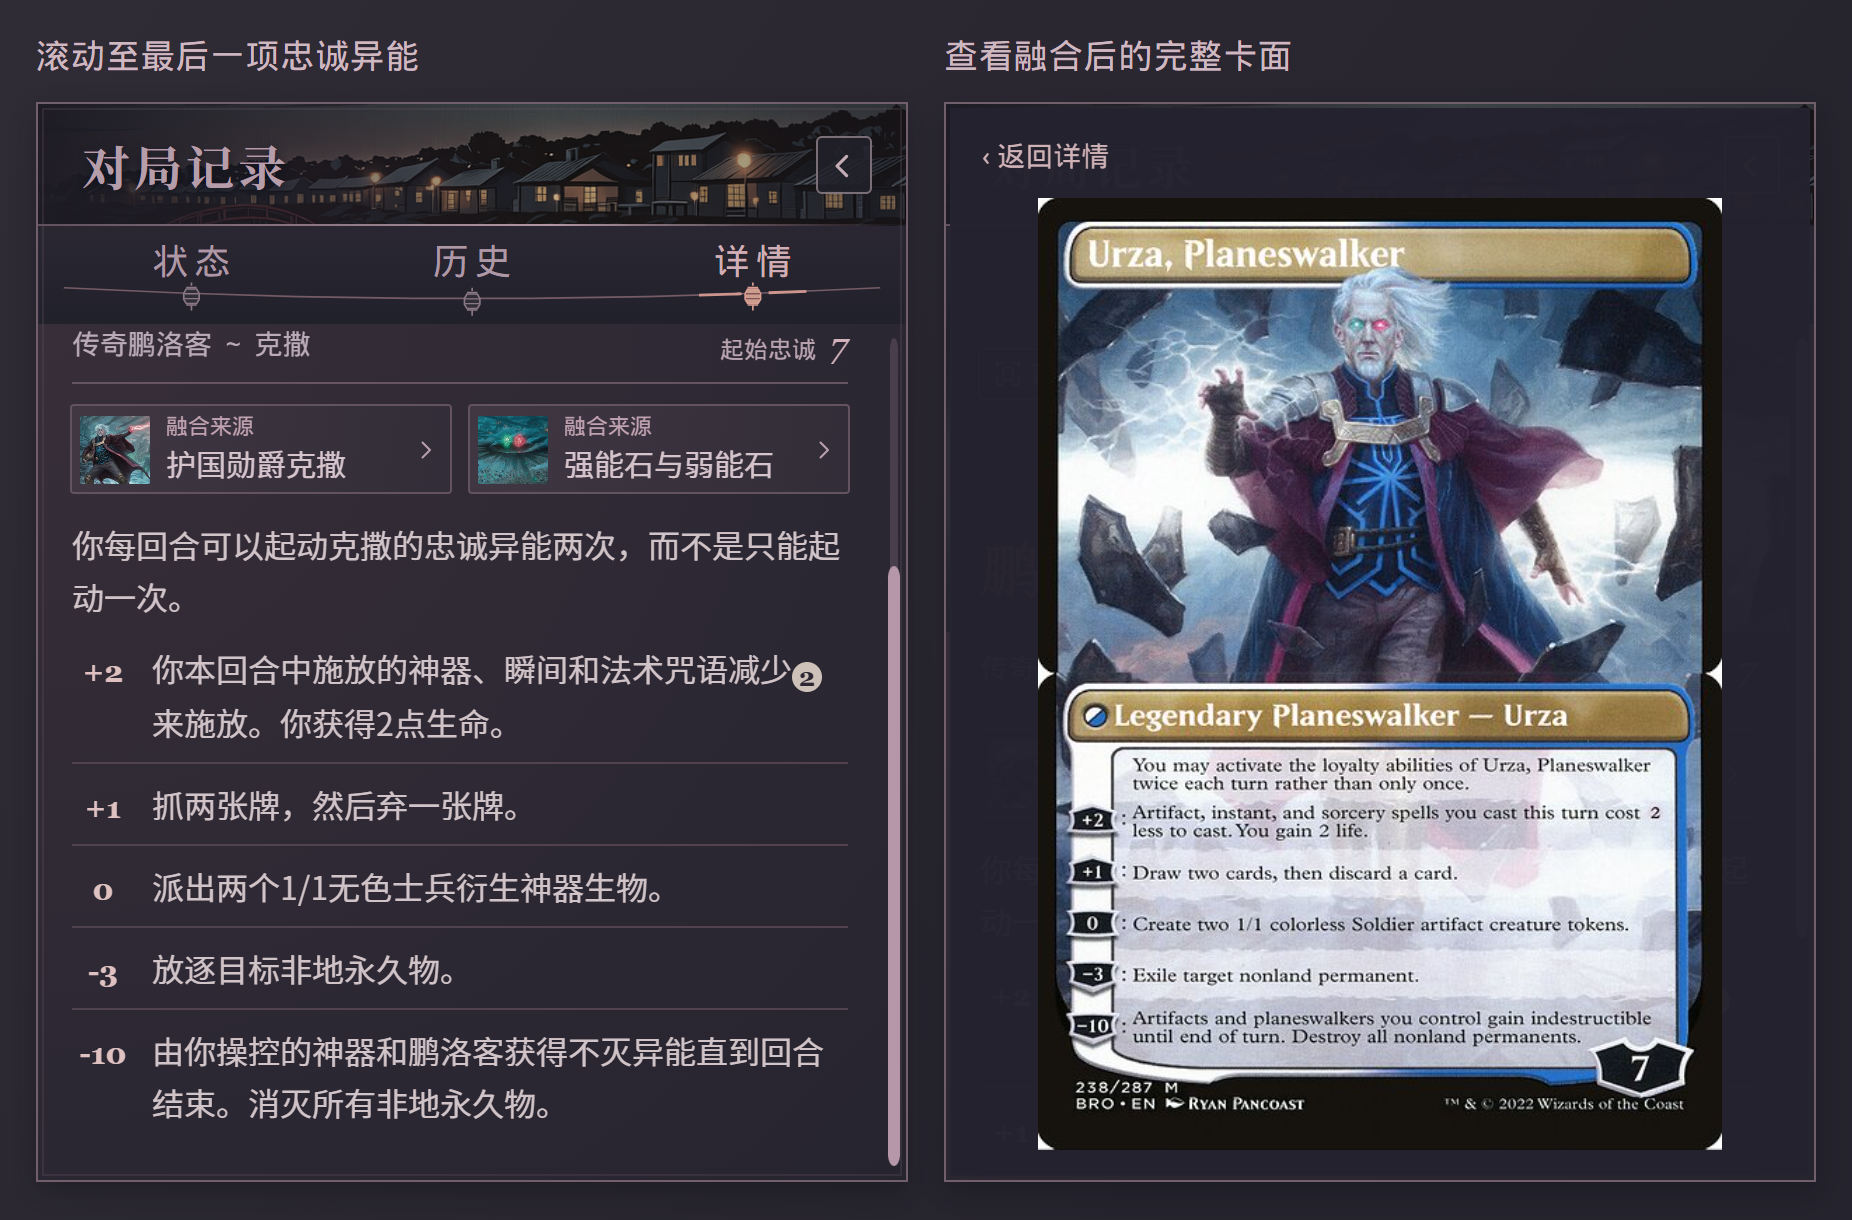 滚动至最后一项忠诚异能
对局记录
状态
历史
详情
传奇鹏洛客 ~ 克撒
起始忠诚 7
融合来源
护国勋爵克撒
融合来源
强能石与弱能石
你每回合可以起动克撒的忠诚异能两次，而不是只能起
动一次。
+2 你本回合中施放的神器、瞬间和法术咒语减少2
来施放。你获得2点生命。
+1 抓两张牌，然后弃一张牌。
0 派出两个1/1无色士兵衍生神器生物。
-3 放逐目标非地永久物。
-10 由你操控的神器和鹏洛客获得不灭异能直到回合
结束。消灭所有非地永久物。
查看融合后的完整卡面
‹ 返回详情
Urza, Planeswalker
Legendary Planeswalker — Urza
You may activate the loyalty abilities of Urza, Planeswalker
twice each turn rather than only once.
+2 : Artifact, instant, and sorcery spells you cast this turn cost 2
less to cast. You gain 2 life.
+1 : Draw two cards, then discard a card.
0 : Create two 1/1 colorless Soldier artifact creature tokens.
−3 : Exile target nonland permanent.
−10 : Artifacts and planeswalkers you control gain indestructible
until end of turn. Destroy all nonland permanents.
7
238/287 M
BRO • EN Ryan Pancoast
™ & © 2022 Wizards of the Coast